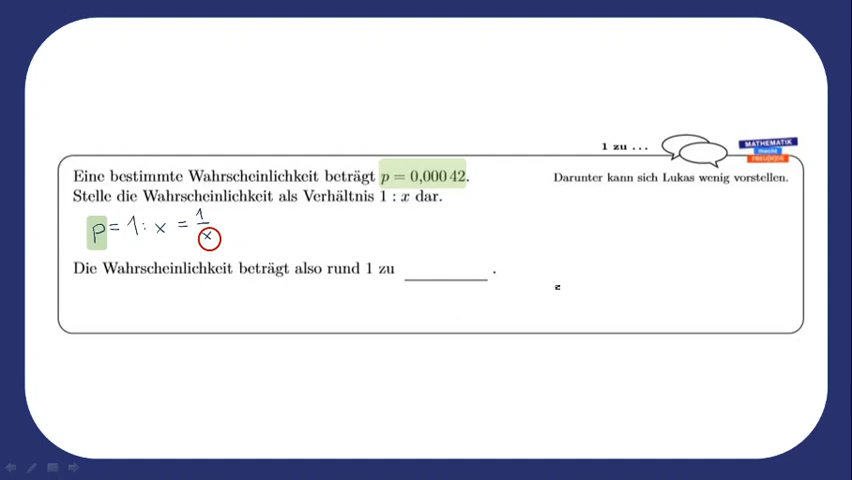 1 zu ...
MATHEMATIK
macht
FREU(N)DE
Eine bestimmte Wahrscheinlichkeit beträgt p = 0,000 42.
Darunter kann sich Lukas wenig vorstellen.
Stelle die Wahrscheinlichkeit als Verhältnis 1 : x dar.
p = 1 : x = 1/x
Die Wahrscheinlichkeit beträgt also rund 1 zu ________ .